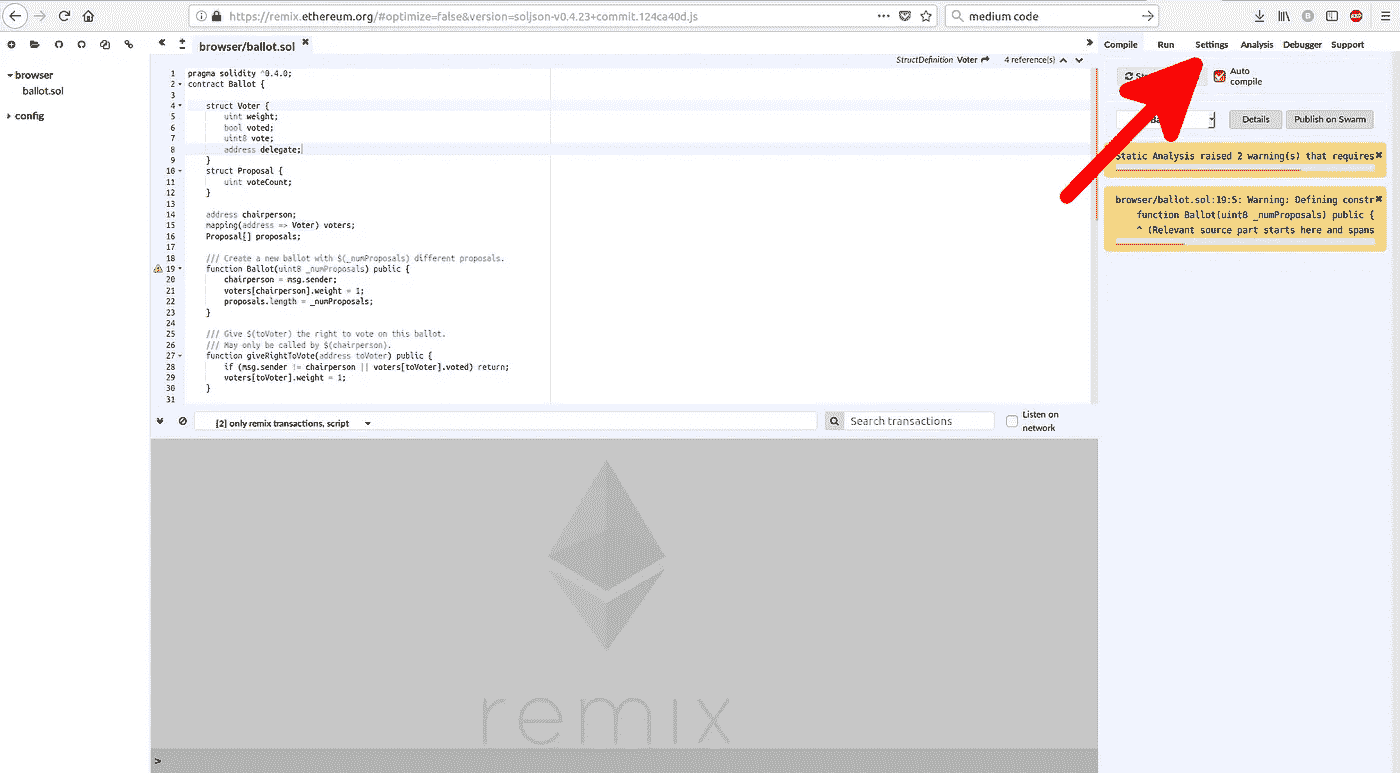 https://remix.ethereum.org/#optimize=false&version=soljson-v0.4.23+commit.124ca40d.js
medium code
browser/ballot.sol
Compile
Run
Settings
Analysis
Debugger
Support
browser
ballot.sol
config
StructDefinition Voter
4 reference(s)
1 pragma solidity ^0.4.0;
2 contract Ballot {
3
4     struct Voter {
5         uint weight;
6         bool voted;
7         uint8 vote;
8         address delegate;
9     }
10     struct Proposal {
11         uint voteCount;
12     }
13
14     address chairperson;
15     mapping(address => Voter) voters;
16     Proposal[] proposals;
17
18     /// Create a new ballot with $(_numProposals) different proposals.
19     function Ballot(uint8 _numProposals) public {
20         chairperson = msg.sender;
21         voters[chairperson].weight = 1;
22         proposals.length = _numProposals;
23     }
24
25     /// Give $(toVoter) the right to vote on this ballot.
26     /// May only be called by $(chairperson).
27     function giveRightToVote(address toVoter) public {
28         if (msg.sender != chairperson || voters[toVoter].voted) return;
29         voters[toVoter].weight = 1;
30     }
31
Auto
compile
Details
Publish on Swarm
Static Analysis raised 2 warning(s) that requires
browser/ballot.sol:19:5: Warning: Defining constr
function Ballot(uint8 _numProposals) public {
^ (Relevant source part starts here and spans
[2] only remix transactions, script
Search transactions
Listen on
network
remix
>